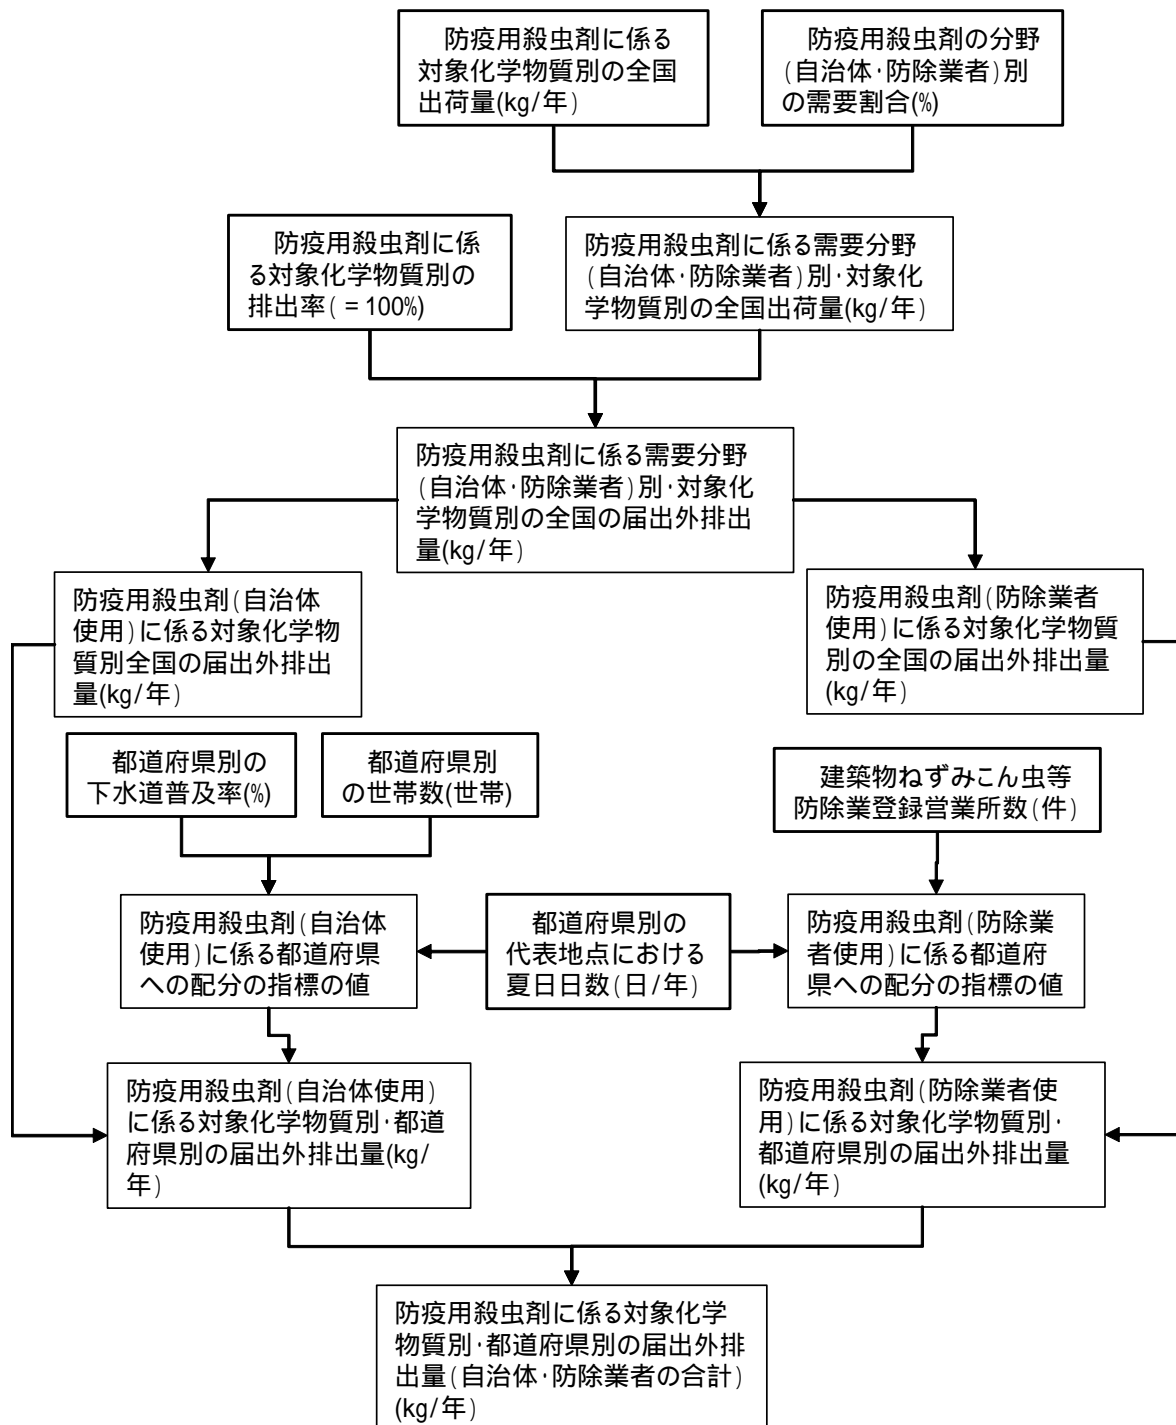 防疫用殺虫剤に係る
対象化学物質別の全国
出荷量(kg/年)
防疫用殺虫剤の分野
(自治体・防除業者)別
の需要割合(%)
防疫用殺虫剤に係
る対象化学物質別の
排出率(=100%)
防疫用殺虫剤に係る需要分野
(自治体・防除業者)別・対象化
学物質別の全国出荷量(kg/年)
防疫用殺虫剤に係る需要分野
(自治体・防除業者)別・対象化
学物質別の全国の届出外排出
量(kg/年)
防疫用殺虫剤(自治体
使用)に係る対象化学物
質別全国の届出外排出
量(kg/年)
防疫用殺虫剤(防除業者
使用)に係る対象化学物質
別の全国の届出外排出量
(kg/年)
都道府県別の
下水道普及率(%)
都道府県別
の世帯数(世帯)
建築物ねずみこん虫等
防除業登録営業所数(件)
防疫用殺虫剤(自治体
使用)に係る都道府県
への配分の指標の値
都道府県別の
代表地点における
夏日日数(日/年)
防疫用殺虫剤(防除業
者使用)に係る都道府
県への配分の指標の値
防疫用殺虫剤(自治体使用)
に係る対象化学物質別・都道
府県別の届出外排出量(kg/
年)
防疫用殺虫剤(防除業者使
用)に係る対象化学物質別・
都道府県別の届出外排出量
(kg/年)
防疫用殺虫剤に係る対象化学
物質別・都道府県別の届出外排
出量(自治体・防除業者の合計)
(kg/年)